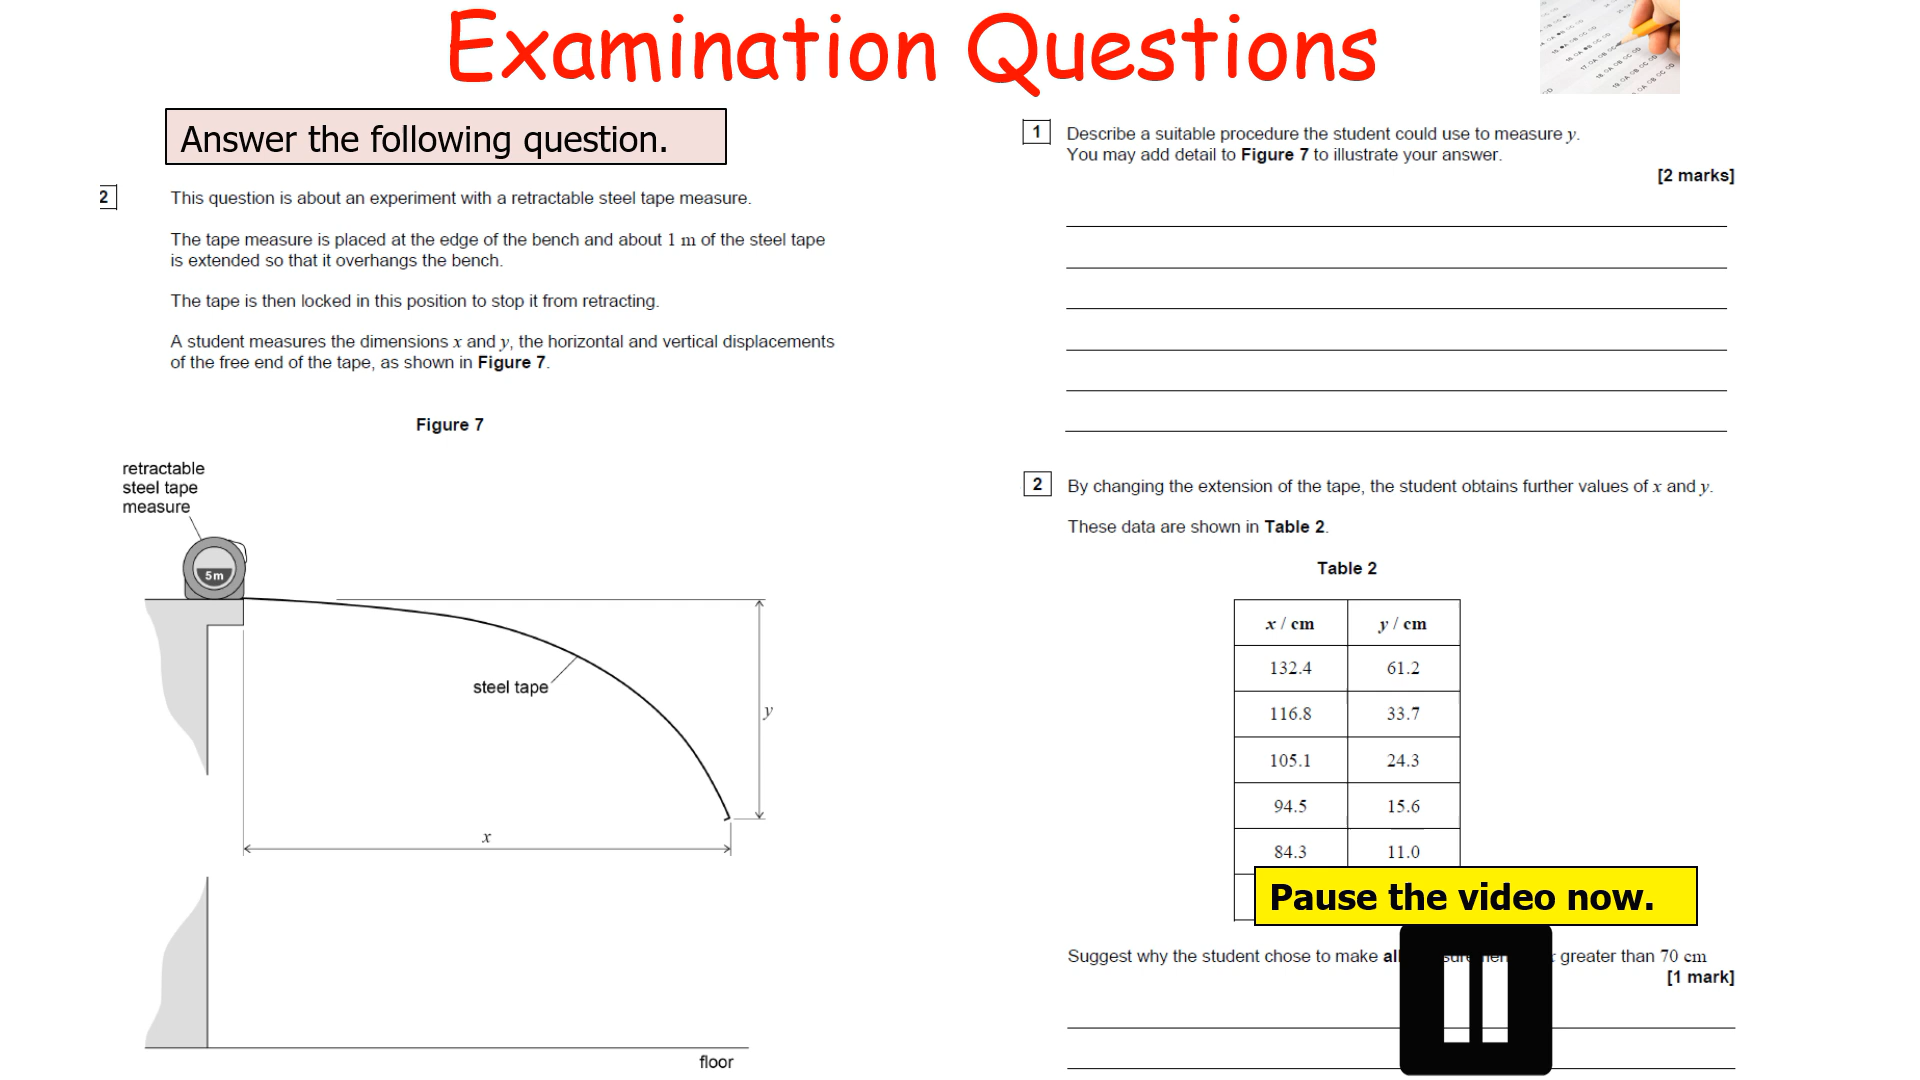 Examination Questions
Answer the following question.
2
This question is about an experiment with a retractable steel tape measure.
The tape measure is placed at the edge of the bench and about 1 m of the steel tape
is extended so that it overhangs the bench.
The tape is then locked in this position to stop it from retracting.
A student measures the dimensions x and y, the horizontal and vertical displacements
of the free end of the tape, as shown in Figure 7.
Figure 7
retractable
steel tape
measure
5m
steel tape
y
x
floor
1
Describe a suitable procedure the student could use to measure y.
You may add detail to Figure 7 to illustrate your answer.
[2 marks]
2
By changing the extension of the tape, the student obtains further values of x and y.
These data are shown in Table 2.
Table 2
x / cm y / cm
132.4 61.2
116.8 33.7
105.1 24.3
94.5 15.6
84.3 11.0
Pause the video now.
Suggest why the student chose to make all greater than 70 cm
[1 mark]